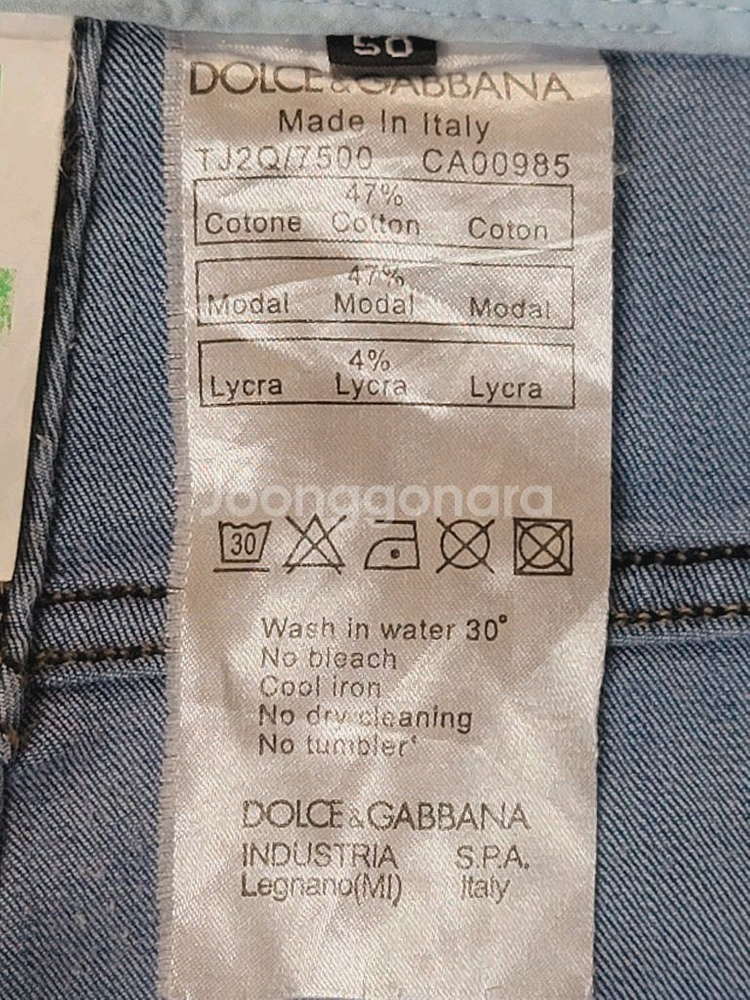 50
DOLCE&GABBANA
Made In Italy
TJ2Q/7500 CA00985
47%
Cotone Cotton Coton
47%
Modal Modal Modal
4%
Lycra Lycra Lycra
Joonggonara
30
Wash in water 30°
No bleach
Cool iron
No dry cleaning
No tumbler
DOLCE&GABBANA
INDUSTRIA S.P.A.
Legnano(MI) Italy